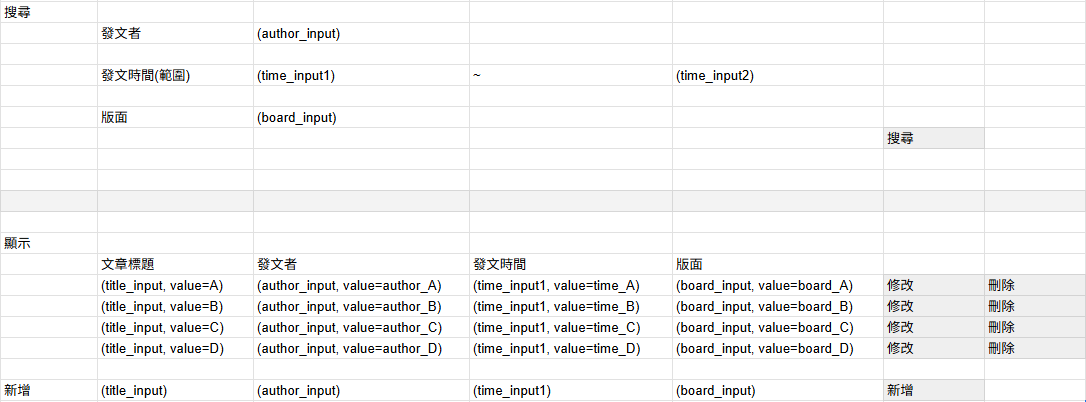 搜尋
發文者 (author_input)
發文時間(範圍) (time_input1) ~ (time_input2)
版面 (board_input)
搜尋
顯示
文章標題 發文者 發文時間 版面
(title_input, value=A) (author_input, value=author_A) (time_input1, value=time_A) (board_input, value=board_A) 修改 刪除
(title_input, value=B) (author_input, value=author_B) (time_input1, value=time_B) (board_input, value=board_B) 修改 刪除
(title_input, value=C) (author_input, value=author_C) (time_input1, value=time_C) (board_input, value=board_C) 修改 刪除
(title_input, value=D) (author_input, value=author_D) (time_input1, value=time_D) (board_input, value=board_D) 修改 刪除
新增 (title_input) (author_input) (time_input1) (board_input) 新增